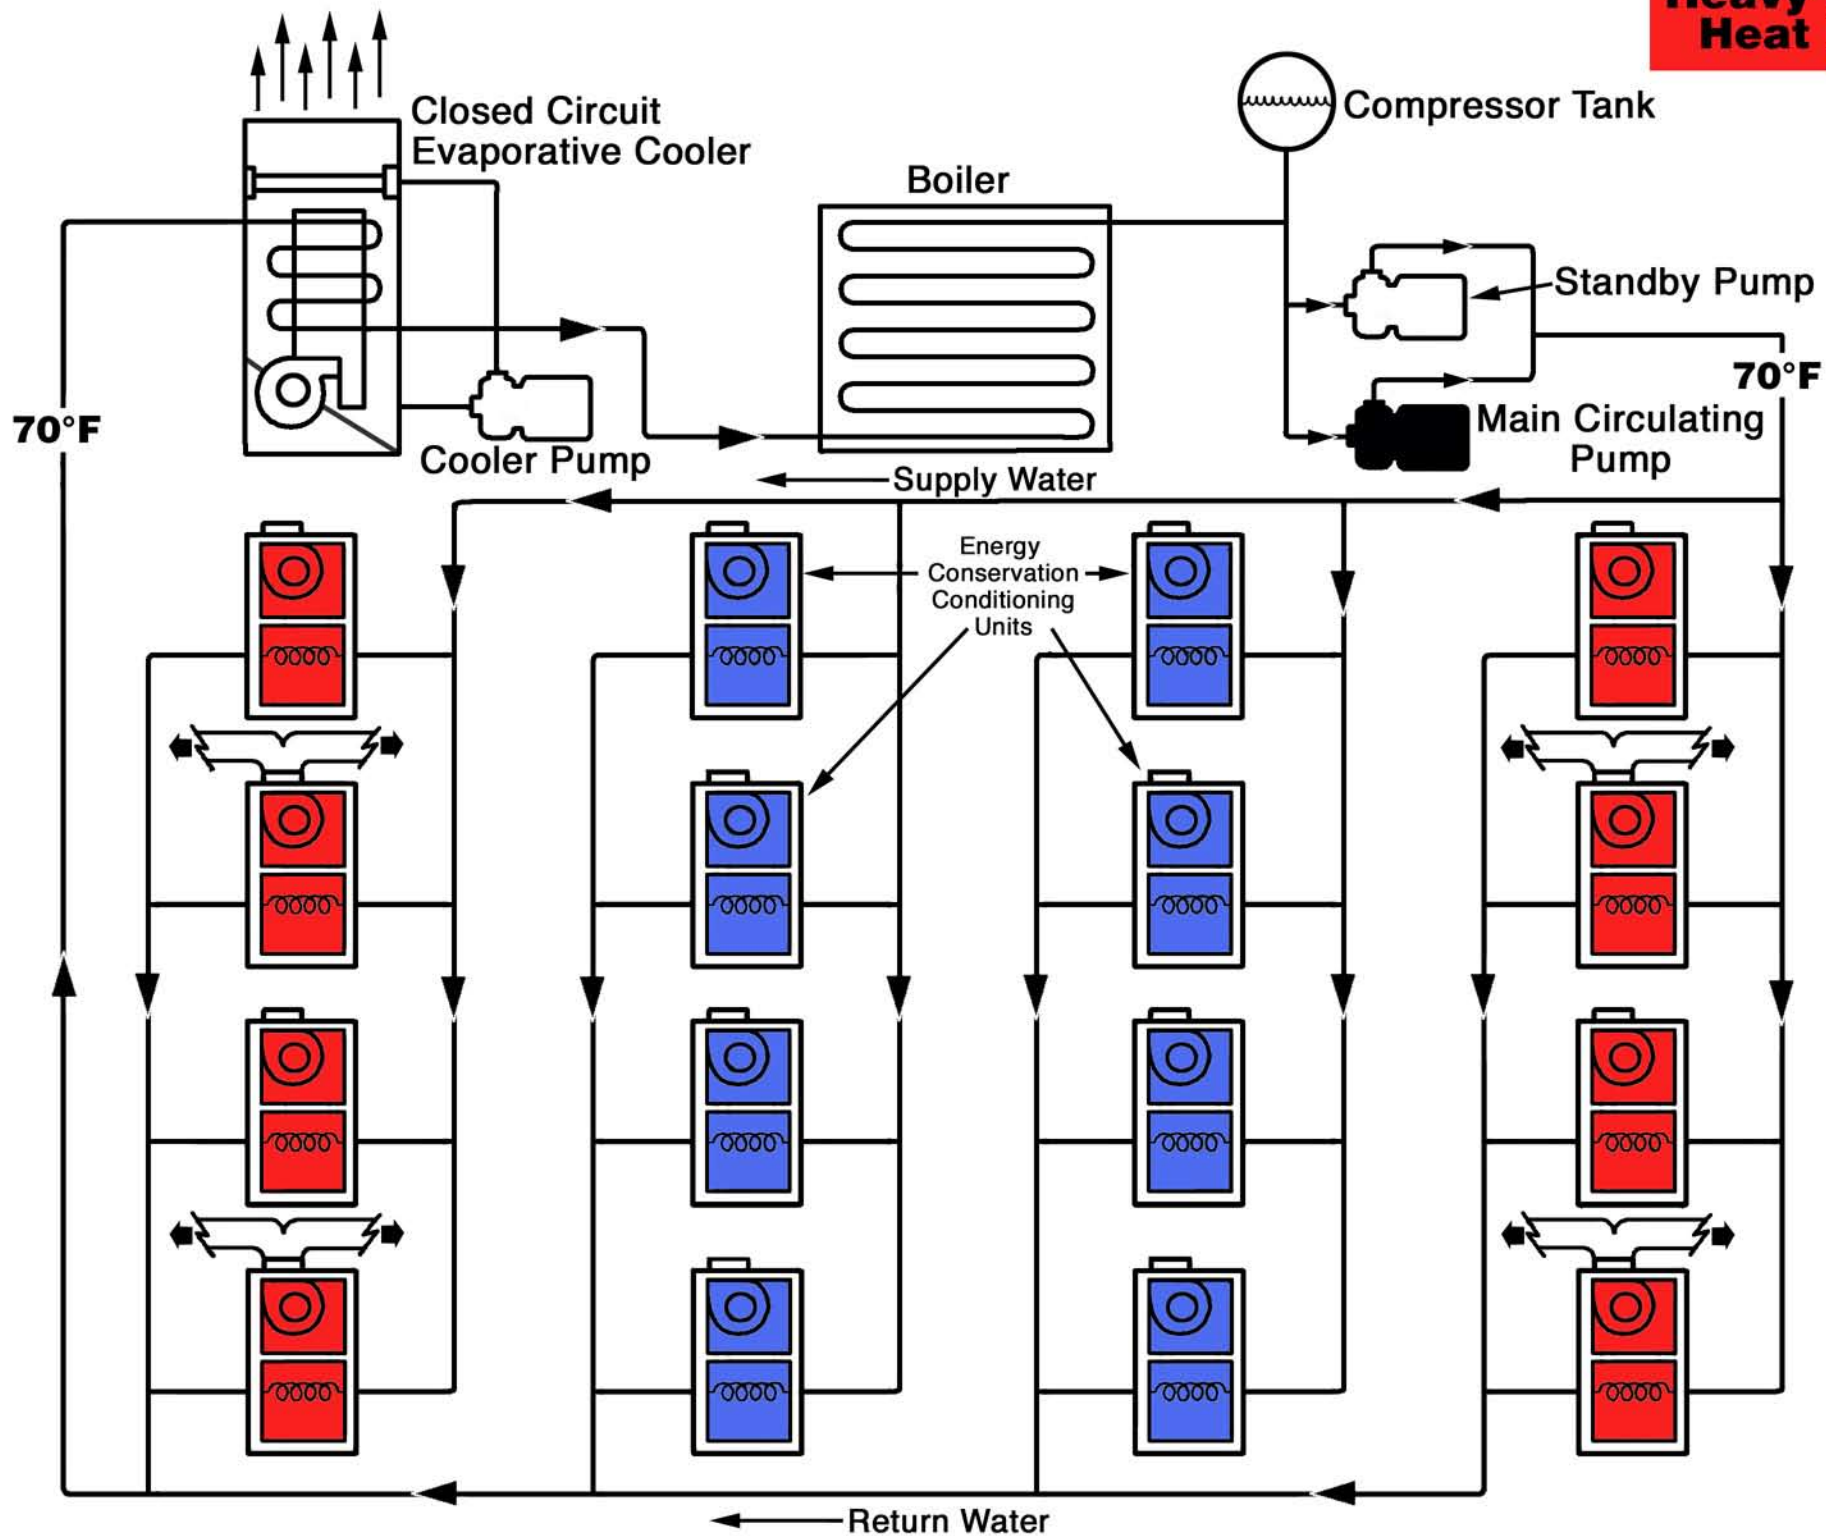 Heavy
Heat
Closed Circuit
Evaporative Cooler
Compressor Tank
Boiler
Standby Pump
70°F
70°F
Main Circulating
Pump
Cooler Pump
Supply Water
Energy
Conservation
Conditioning
Units
Return Water